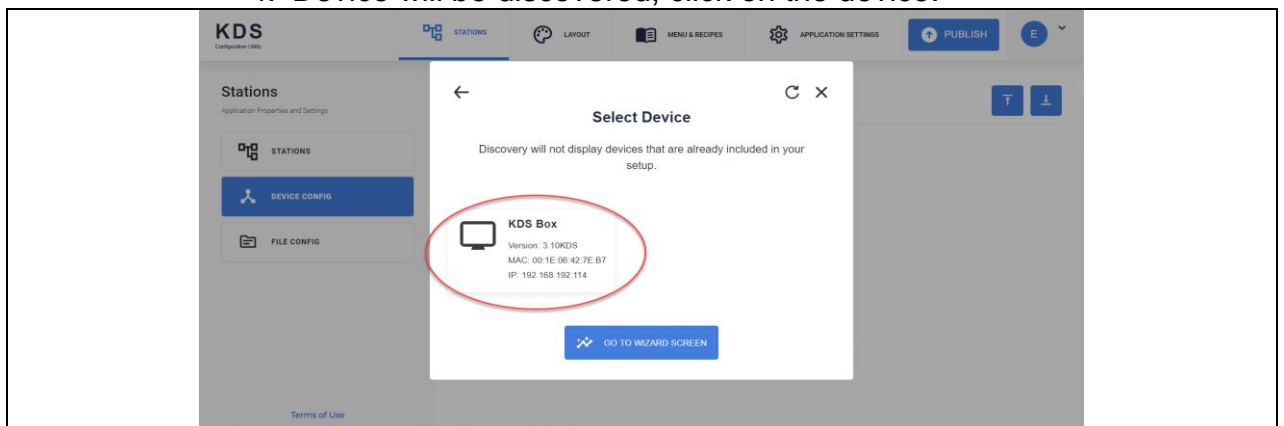 Device will be discovered, click on the device.
KDS
Configuration Utility
STATIONS
LAYOUT
MENU & RECIPES
APPLICATION SETTINGS
PUBLISH
E
Stations
Application Properties and Settings
STATIONS
DEVICE CONFIG
FILE CONFIG
Select Device
Discovery will not display devices that are already included in your
setup.
KDS Box
Version: 3.10KDS
MAC: 00:1E:06:42:7E:B7
IP: 192.168.192.114
GO TO WIZARD SCREEN
Terms of Use